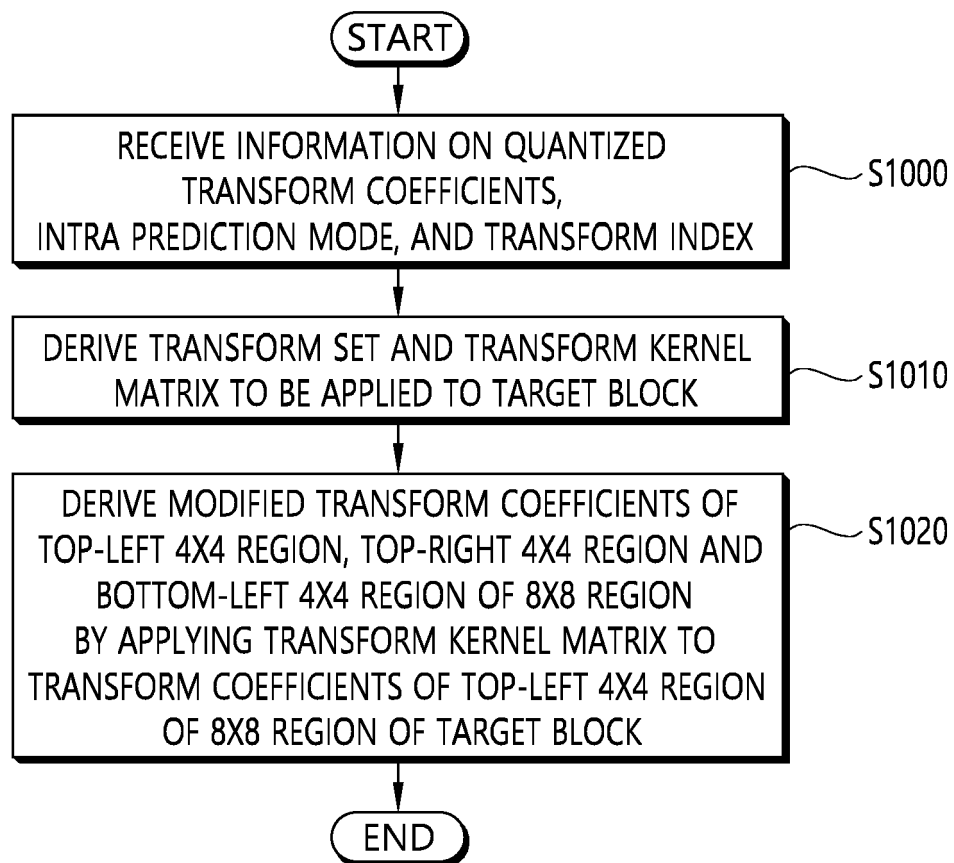 START
RECEIVE INFORMATION ON QUANTIZED
TRANSFORM COEFFICIENTS,
INTRA PREDICTION MODE, AND TRANSFORM INDEX
S1000
DERIVE TRANSFORM SET AND TRANSFORM KERNEL
MATRIX TO BE APPLIED TO TARGET BLOCK
S1010
DERIVE MODIFIED TRANSFORM COEFFICIENTS OF
TOP-LEFT 4X4 REGION, TOP-RIGHT 4X4 REGION AND
BOTTOM-LEFT 4X4 REGION OF 8X8 REGION
BY APPLYING TRANSFORM KERNEL MATRIX TO
TRANSFORM COEFFICIENTS OF TOP-LEFT 4X4 REGION
OF 8X8 REGION OF TARGET BLOCK
S1020
END